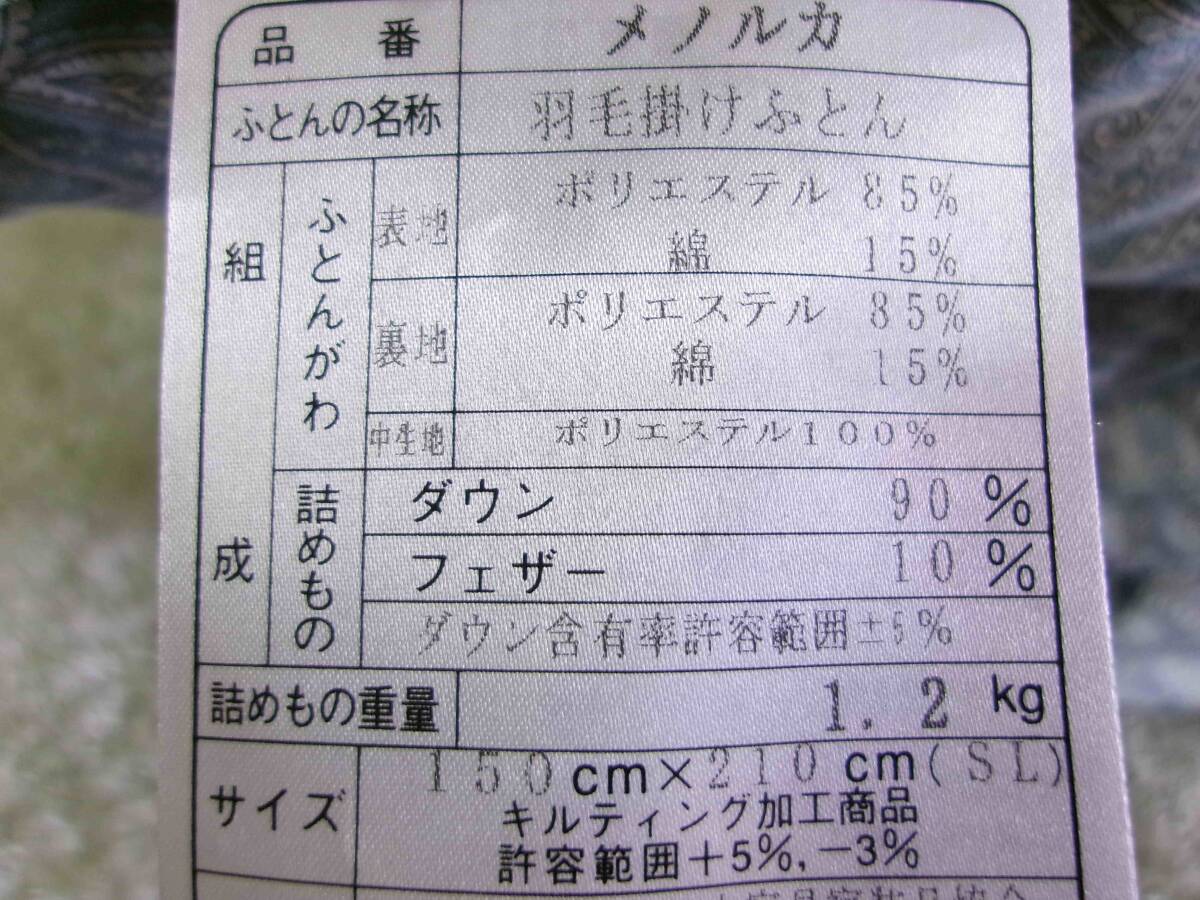 品番 メノルカ
ふとんの名称 羽毛掛けふとん
組成 ふとんがわ 表地 ポリエステル 85%
綿 15%
裏地 ポリエステル 85%
綿 15%
中生地 ポリエステル100%
詰めもの ダウン 90 %
フェザー 10 %
ダウン含有率許容範囲±5%
詰めもの重量 1.2 kg
サイズ 150cm×210cm(SL)
キルティング加工商品
許容範囲+5%,-3%